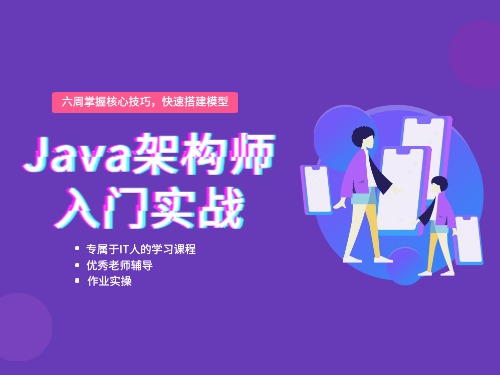 六周掌握核心技巧，快速搭建模型
Java架构师
入门实战
专属于IT人的学习课程
优秀老师辅导
作业实操